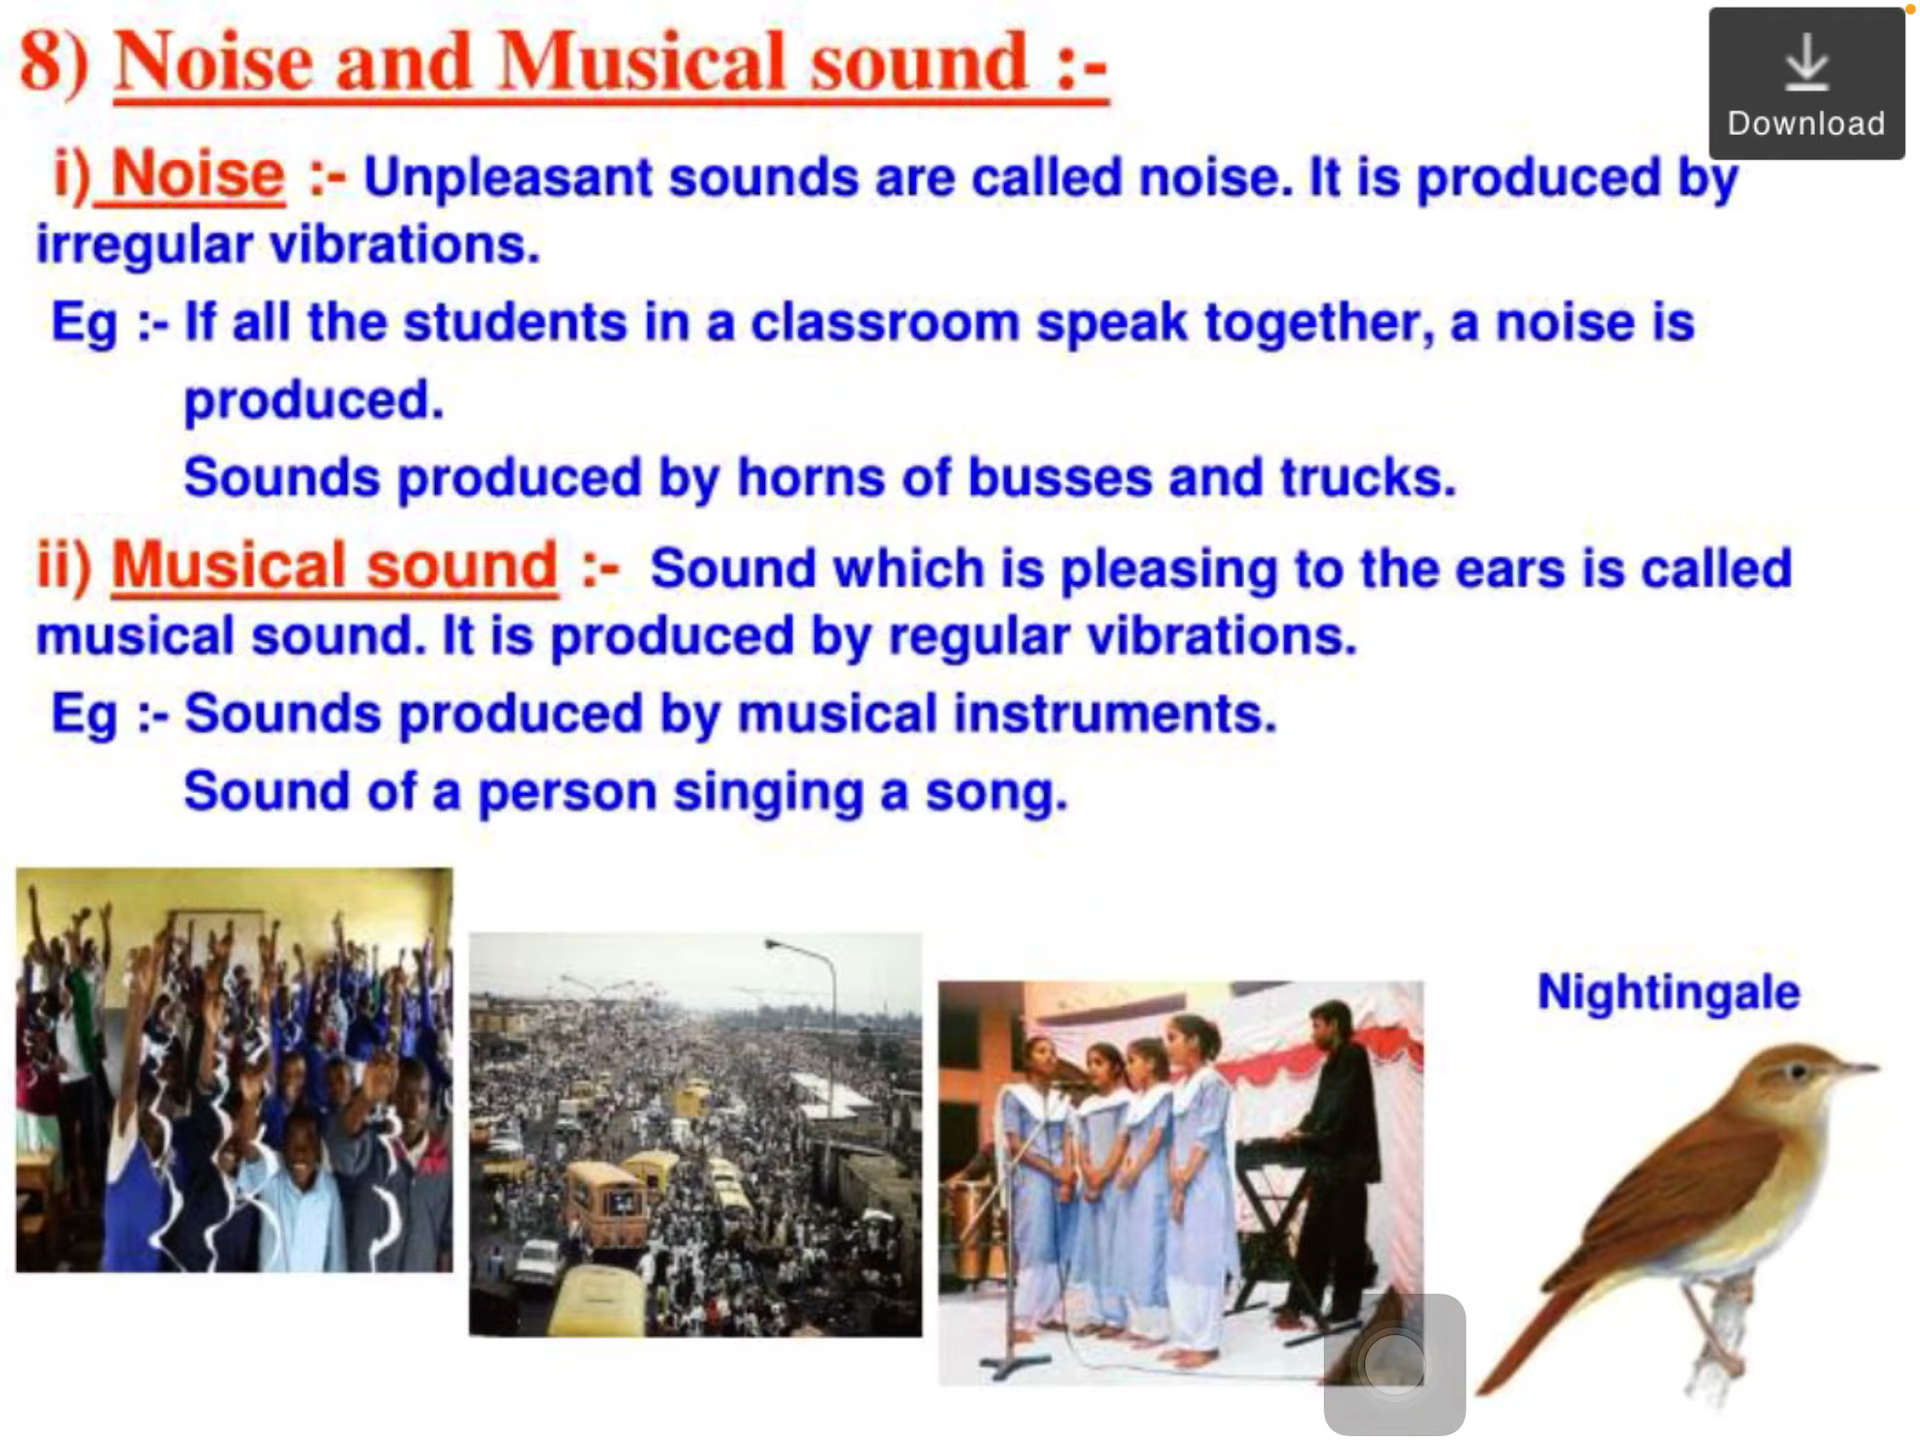 8) Noise and Musical sound :-
Download
i) Noise :- Unpleasant sounds are called noise. It is produced by
irregular vibrations.
Eg :- If all the students in a classroom speak together, a noise is
produced.
Sounds produced by horns of busses and trucks.
ii) Musical sound :- Sound which is pleasing to the ears is called
musical sound. It is produced by regular vibrations.
Eg :- Sounds produced by musical instruments.
Sound of a person singing a song.
Nightingale